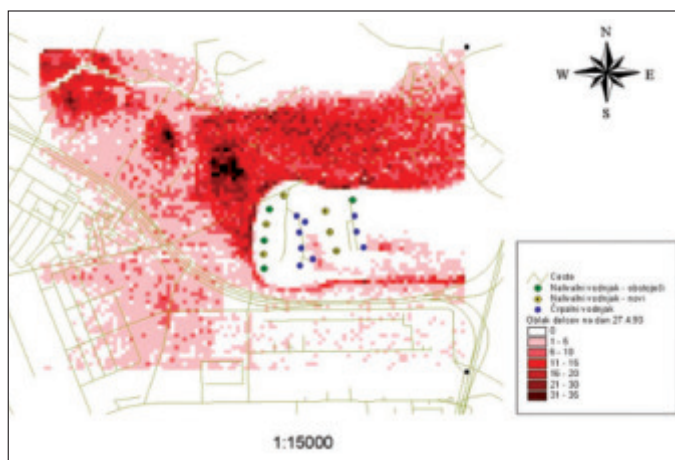 N
W E
S
Ceste
Nalivalni vodnjak - obstoječi
Nalivalni vodnjak - novi
Črpalni vodnjak
Oblak delcev na dan 27.4.90
0
1 - 5
6 - 10
11 - 15
16 - 20
21 - 30
31 - 35
1:15000